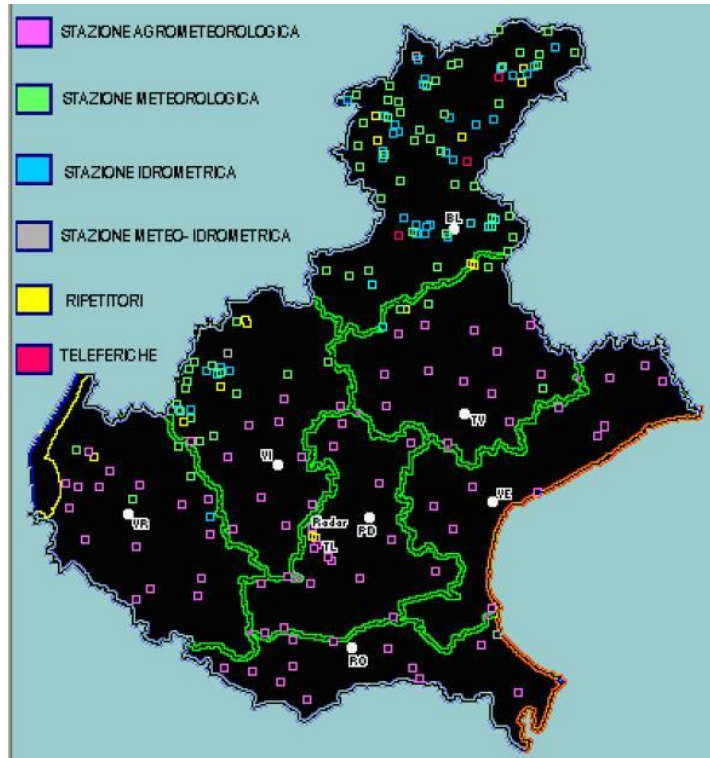 STAZIONE AGROMETEOROLOGICA
STAZIONE METEOROLOGICA
STAZIONE IDROMETRICA
STAZIONE METEO- IDROMETRICA
RIPETITORI
TELEFERICHE
BL
TV
VI
VE
VR
Radar
PD
TL
RO